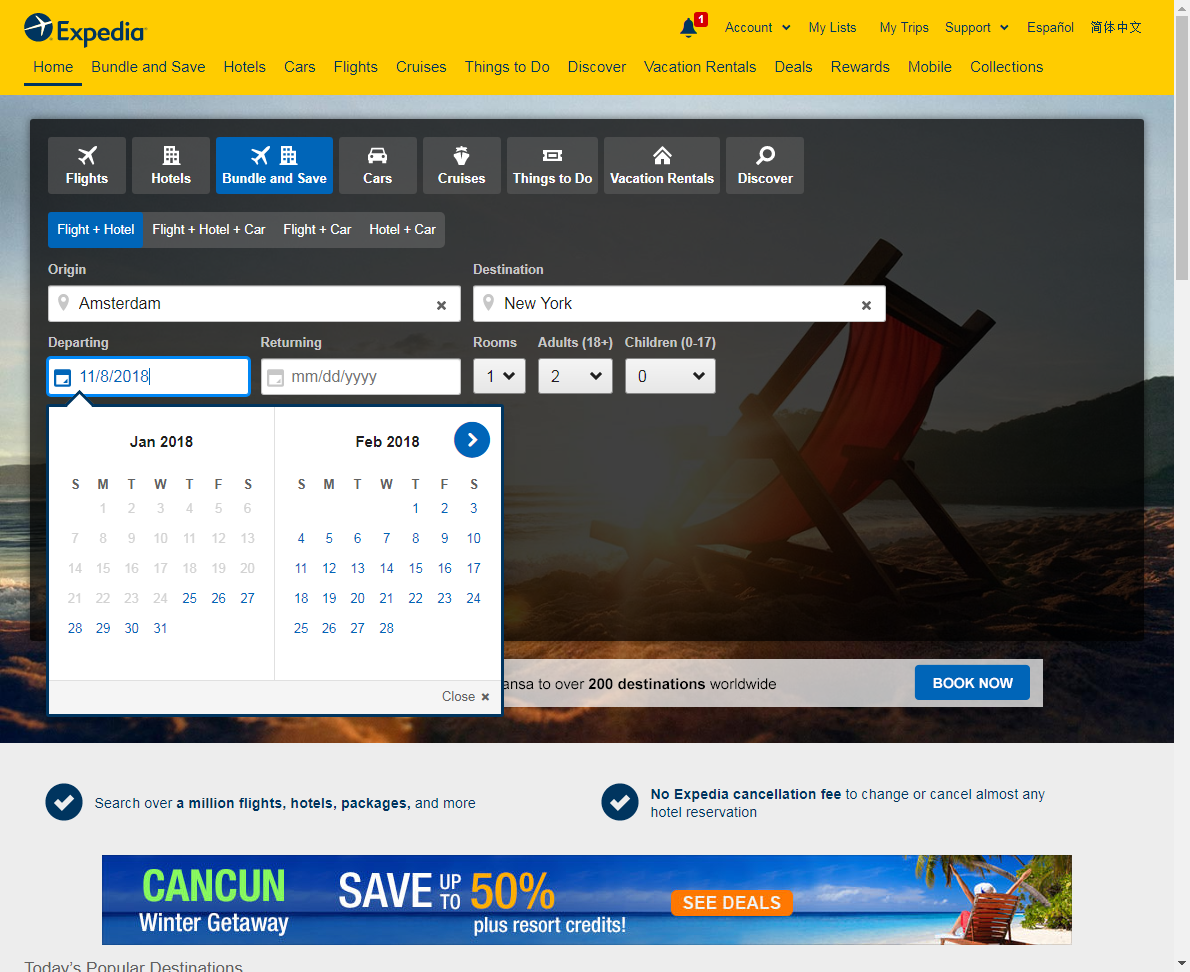 Expedia
1
Account
My Lists
My Trips
Support
Español
简体中文
Home
Bundle and Save
Hotels
Cars
Flights
Cruises
Things to Do
Discover
Vacation Rentals
Deals
Rewards
Mobile
Collections
Flights
Hotels
Bundle and Save
Cars
Cruises
Things to Do
Vacation Rentals
Discover
Flight + Hotel
Flight + Hotel + Car
Flight + Car
Hotel + Car
Origin
Destination
Amsterdam
New York
Departing
Returning
Rooms
Adults (18+)
Children (0-17)
11/8/2018
mm/dd/yyyy
1
2
0
Jan 2018
S M T W T F S
1 2 3 4 5 6
7 8 9 10 11 12 13
14 15 16 17 18 19 20
21 22 23 24 25 26 27
28 29 30 31
Feb 2018
S M T W T F S
1 2 3
4 5 6 7 8 9 10
11 12 13 14 15 16 17
18 19 20 21 22 23 24
25 26 27 28
Close
to over 200 destinations worldwide
BOOK NOW
Search over a million flights, hotels, packages, and more
No Expedia cancellation fee to change or cancel almost any
hotel reservation
CANCUN
Winter Getaway
SAVE UP TO 50%
plus resort credits!
SEE DEALS
Today's Popular Destinations